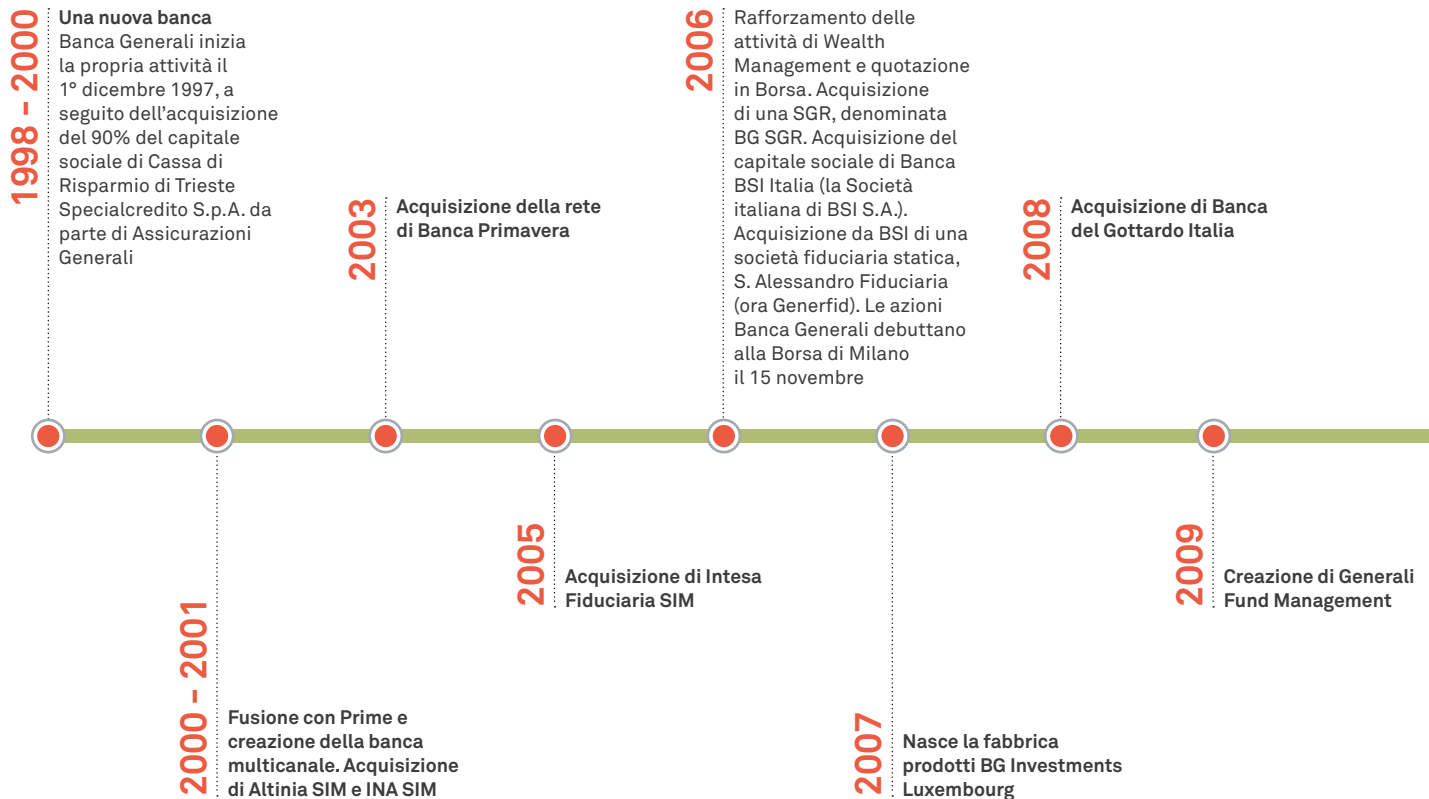 1998 – 2000
Una nuova banca
Banca Generali inizia
la propria attività il
1° dicembre 1997, a
seguito dell'acquisizione
del 90% del capitale
sociale di Cassa di
Risparmio di Trieste
Specialcredito S.p.A. da
parte di Assicurazioni
Generali
2000 – 2001
Fusione con Prime e
creazione della banca
multicanale. Acquisizione
di Altinia SIM e INA SIM
2003
Acquisizione della rete
di Banca Primavera
2005
Acquisizione di Intesa
Fiduciaria SIM
2006
Rafforzamento delle
attività di Wealth
Management e quotazione
in Borsa. Acquisizione
di una SGR, denominata
BG SGR. Acquisizione del
capitale sociale di Banca
BSI Italia (la Società
italiana di BSI S.A.).
Acquisizione da BSI di una
società fiduciaria statica,
S. Alessandro Fiduciaria
(ora Generfid). Le azioni
Banca Generali debuttano
alla Borsa di Milano
il 15 novembre
2007
Nasce la fabbrica
prodotti BG Investments
Luxembourg
2008
Acquisizione di Banca
del Gottardo Italia
2009
Creazione di Generali
Fund Management